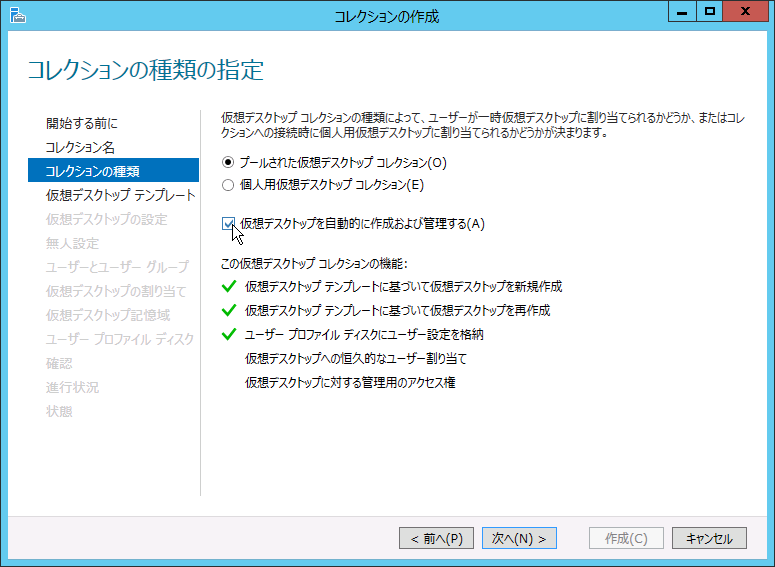 コレクションの作成
コレクションの種類の指定
開始する前に
コレクション名
コレクションの種類
仮想デスクトップ テンプレート
仮想デスクトップの設定
無人設定
ユーザーとユーザー グループ
仮想デスクトップの割り当て
仮想デスクトップ記憶域
ユーザー プロファイル ディスク
確認
進行状況
状態
仮想デスクトップ コレクションの種類によって、ユーザーが一時仮想デスクトップに割り当てられるかどうか、またはコレ
クションへの接続時に個人用仮想デスクトップに割り当てられるかどうかが決まります。
プールされた仮想デスクトップ コレクション(O)
個人用仮想デスクトップ コレクション(E)
仮想デスクトップを自動的に作成および管理する(A)
この仮想デスクトップ コレクションの機能:
仮想デスクトップ テンプレートに基づいて仮想デスクトップを新規作成
仮想デスクトップ テンプレートに基づいて仮想デスクトップを再作成
ユーザー プロファイル ディスクにユーザー設定を格納
仮想デスクトップへの恒久的なユーザー割り当て
仮想デスクトップに対する管理用のアクセス権
< 前へ(P)
次へ(N) >
作成(C)
キャンセル